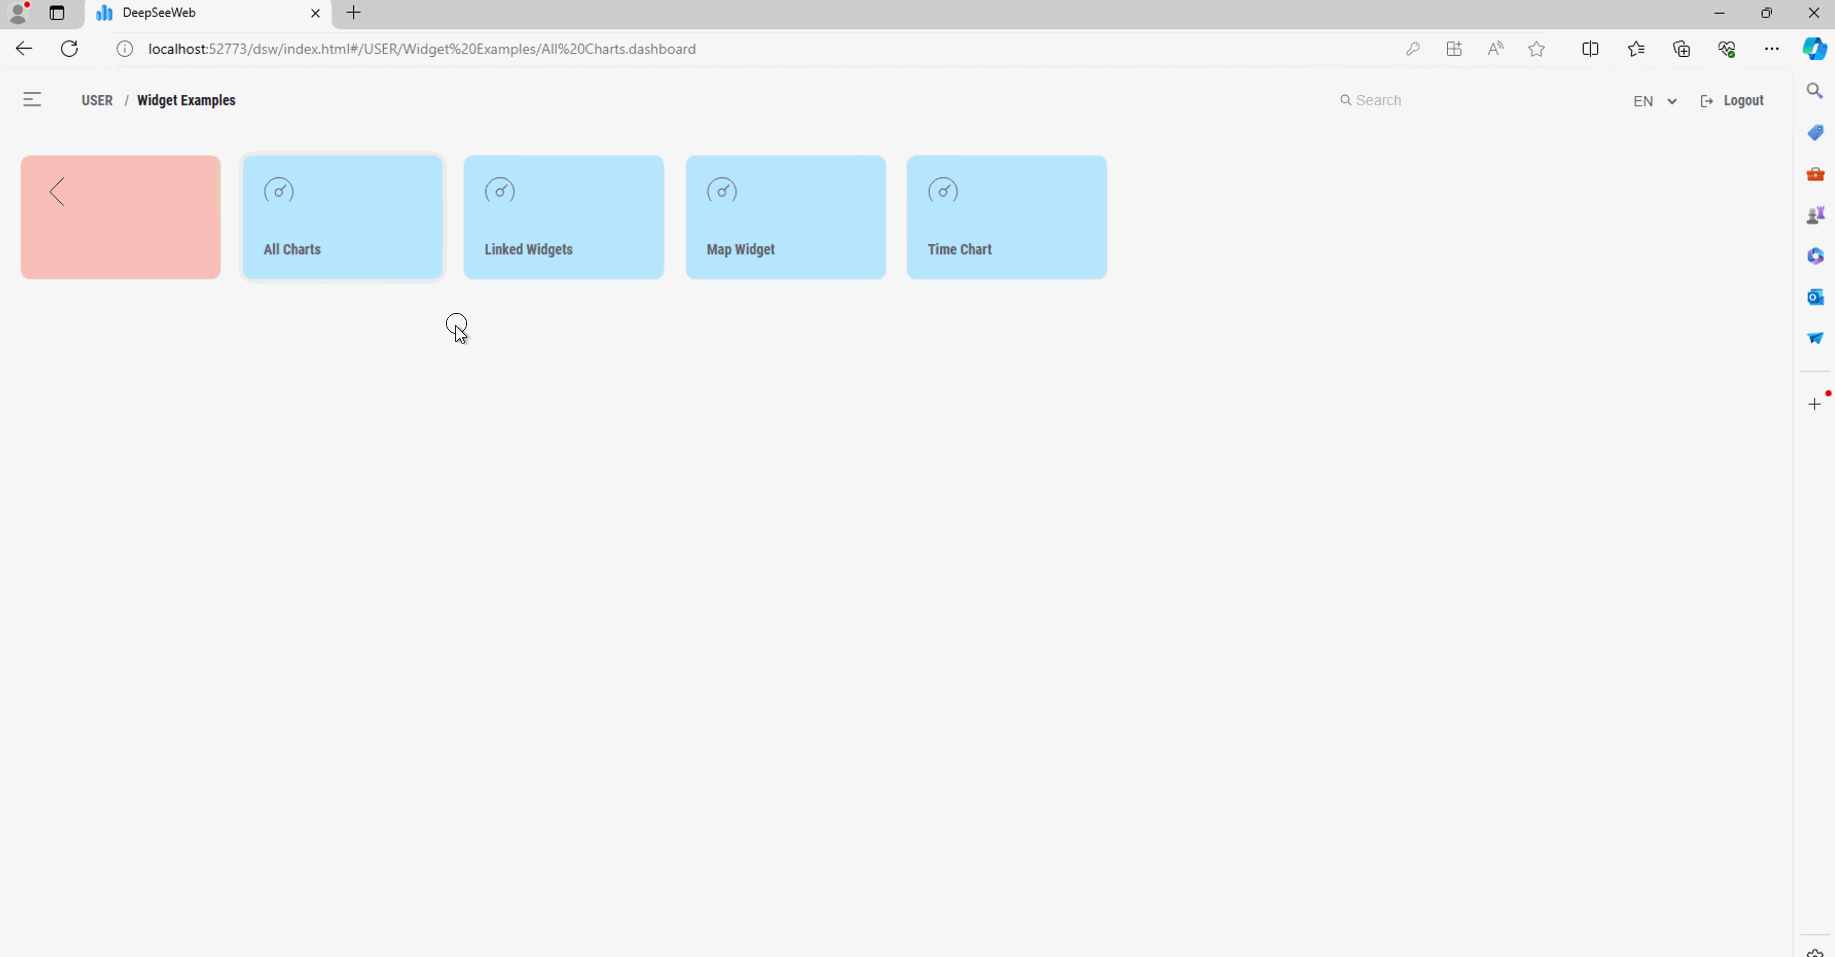 DeepSeeWeb
localhost:52773/dsw/index.html#/USER/Widget%20Examples/All%20Charts.dashboard
USER / Widget Examples
Search
EN
Logout
All Charts
Linked Widgets
Map Widget
Time Chart